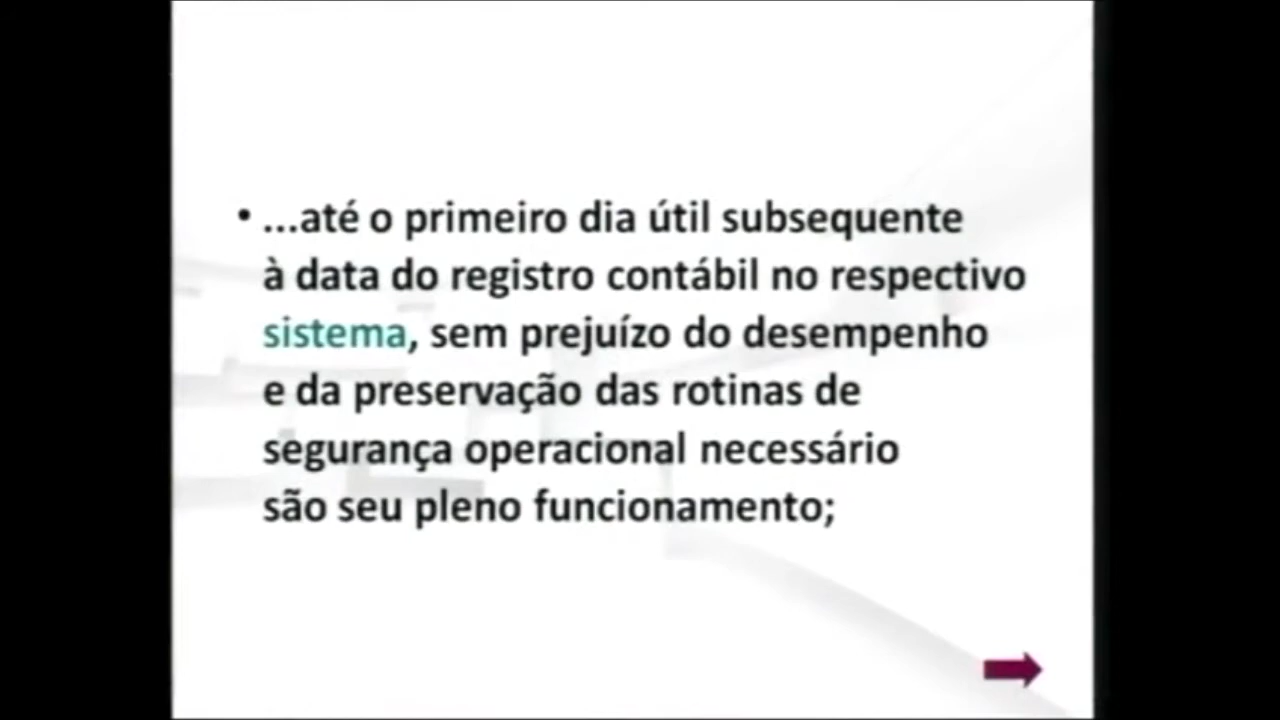 • ...até o primeiro dia útil subsequente
à data do registro contábil no respectivo
sistema, sem prejuízo do desempenho
e da preservação das rotinas de
segurança operacional necessário
são seu pleno funcionamento;